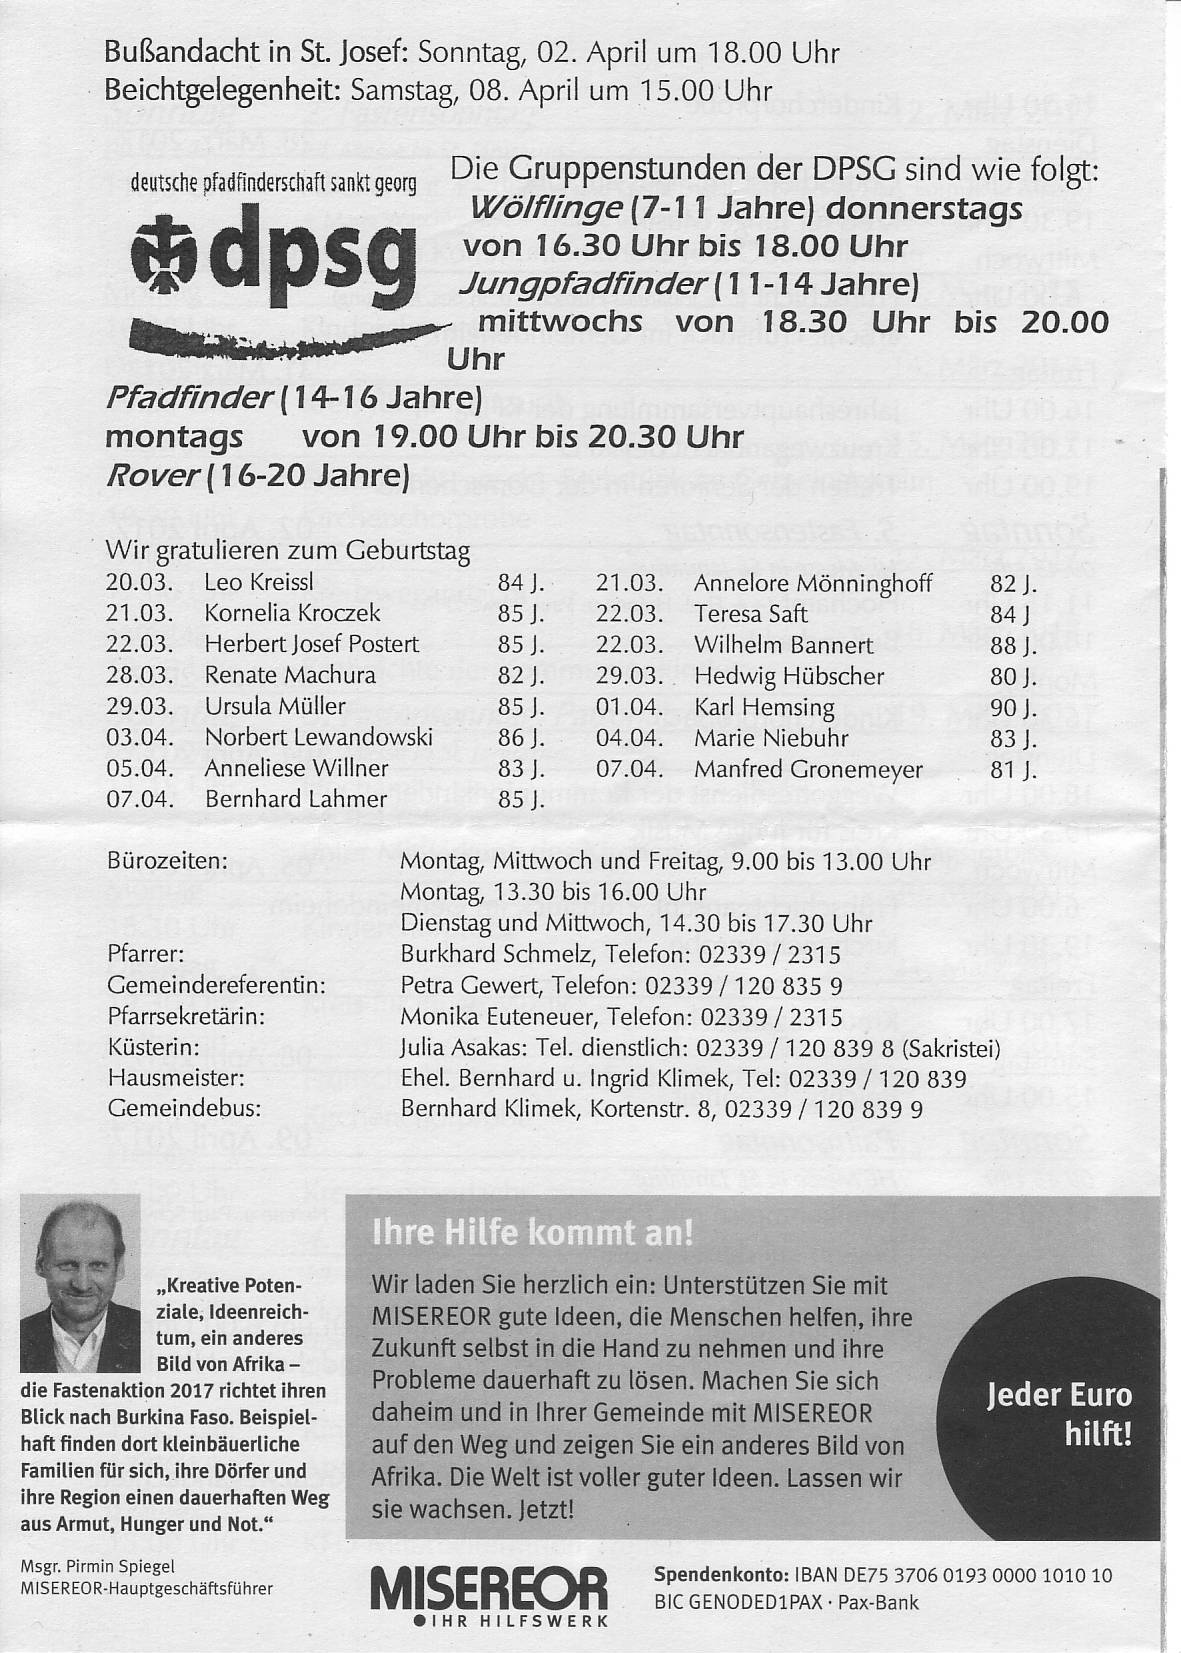 Bußandacht in St. Josef: Sonntag, 02. April um 18.00 Uhr
Beichtgelegenheit: Samstag, 08. April um 15.00 Uhr
deutsche pfadfinderschaft sankt georg
dpsg
Die Gruppenstunden der DPSG sind wie folgt:
Wölflinge (7-11 Jahre) donnerstags
von 16.30 Uhr bis 18.00 Uhr
Jungpfadfinder (11-14 Jahre)
mittwochs von 18.30 Uhr bis 20.00
Uhr
Pfadfinder (14-16 Jahre)
montags von 19.00 Uhr bis 20.30 Uhr
Rover (16-20 Jahre)
Wir gratulieren zum Geburtstag
20.03. Leo Kreissl 84 J. 21.03. Annelore Mönninghoff 82 J.
21.03. Kornelia Kroczek 85 J. 22.03. Teresa Saft 84 J
22.03. Herbert Josef Postert 85 J. 22.03. Wilhelm Bannert 88 J.
28.03. Renate Machura 82 J. 29.03. Hedwig Hübscher 80 J.
29.03. Ursula Müller 85 J. 01.04. Karl Hemsing 90 J.
03.04. Norbert Lewandowski 86 J. 04.04. Marie Niebuhr 83 J.
05.04. Anneliese Willner 83 J. 07.04. Manfred Gronemeyer 81 J.
07.04. Bernhard Lahmer 85 J.
Bürozeiten: Montag, Mittwoch und Freitag, 9.00 bis 13.00 Uhr
Montag, 13.30 bis 16.00 Uhr
Dienstag und Mittwoch, 14.30 bis 17.30 Uhr
Pfarrer: Burkhard Schmelz, Telefon: 02339 / 2315
Gemeindereferentin: Petra Gewert, Telefon: 02339 / 120 835 9
Pfarrsekretärin: Monika Euteneuer, Telefon: 02339 / 2315
Küsterin: Julia Asakas: Tel. dienstlich: 02339 / 120 839 8 (Sakristei)
Hausmeister: Ehel. Bernhard u. Ingrid Klimek, Tel: 02339 / 120 839
Gemeindebus: Bernhard Klimek, Kortenstr. 8, 02339 / 120 839 9
„Kreative Poten-
ziale, Ideenreich-
tum, ein anderes
Bild von Afrika –
die Fastenaktion 2017 richtet ihren
Blick nach Burkina Faso. Beispiel-
haft finden dort kleinbäuerliche
Familien für sich, ihre Dörfer und
ihre Region einen dauerhaften Weg
aus Armut, Hunger und Not.“
Msgr. Pirmin Spiegel
MISEREOR-Hauptgeschäftsführer
Ihre Hilfe kommt an!
Wir laden Sie herzlich ein: Unterstützen Sie mit
MISEREOR gute Ideen, die Menschen helfen, ihre
Zukunft selbst in die Hand zu nehmen und ihre
Probleme dauerhaft zu lösen. Machen Sie sich
daheim und in Ihrer Gemeinde mit MISEREOR
auf den Weg und zeigen Sie ein anderes Bild von
Afrika. Die Welt ist voller guter Ideen. Lassen wir
sie wachsen. Jetzt!
Jeder Euro
hilft!
MISEREOR
IHR HILFSWERK
Spendenkonto: IBAN DE75 3706 0193 0000 1010 10
BIC GENODED1PAX · Pax-Bank